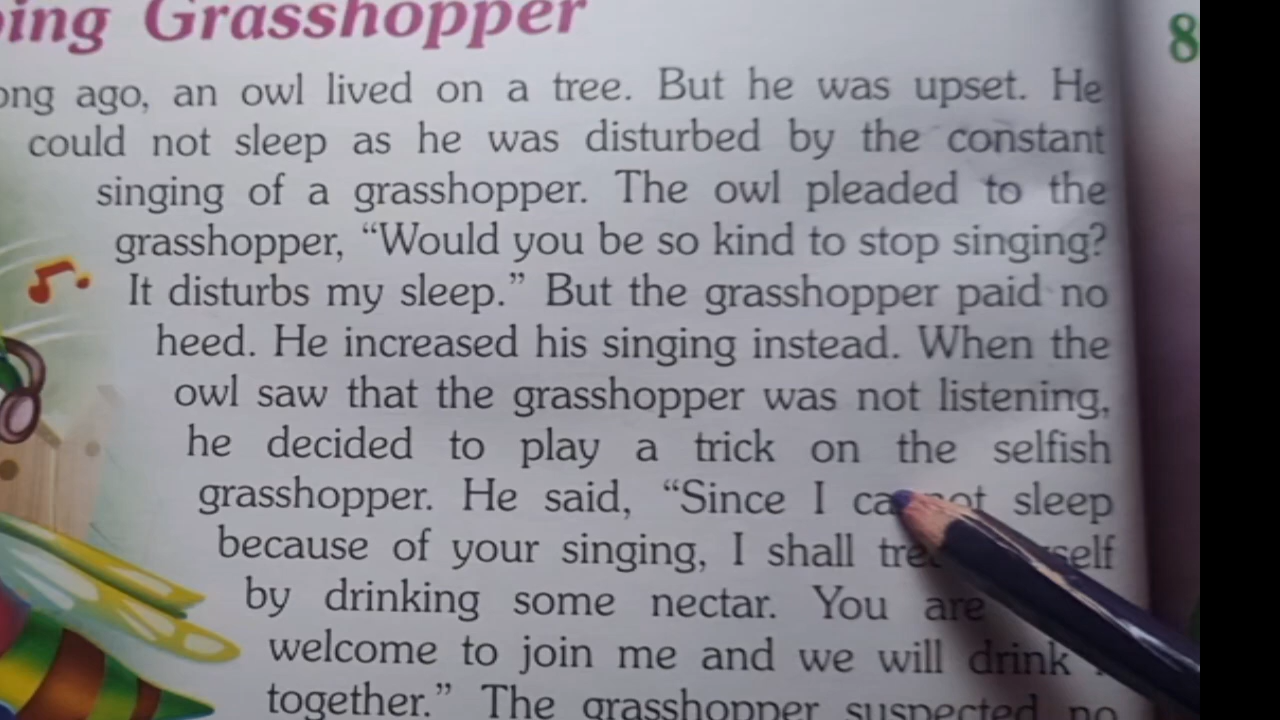 ing Grasshopper
8
ong ago, an owl lived on a tree. But he was upset. He
could not sleep as he was disturbed by the constant
singing of a grasshopper. The owl pleaded to the
grasshopper, “Would you be so kind to stop singing?
It disturbs my sleep.” But the grasshopper paid no
heed. He increased his singing instead. When the
owl saw that the grasshopper was not listening,
he decided to play a trick on the selfish
grasshopper. He said, “Since I sleep
because of your singing, I shall
by drinking some nectar. You are
welcome to join me and we will drink
together.” The grasshopper suspected no